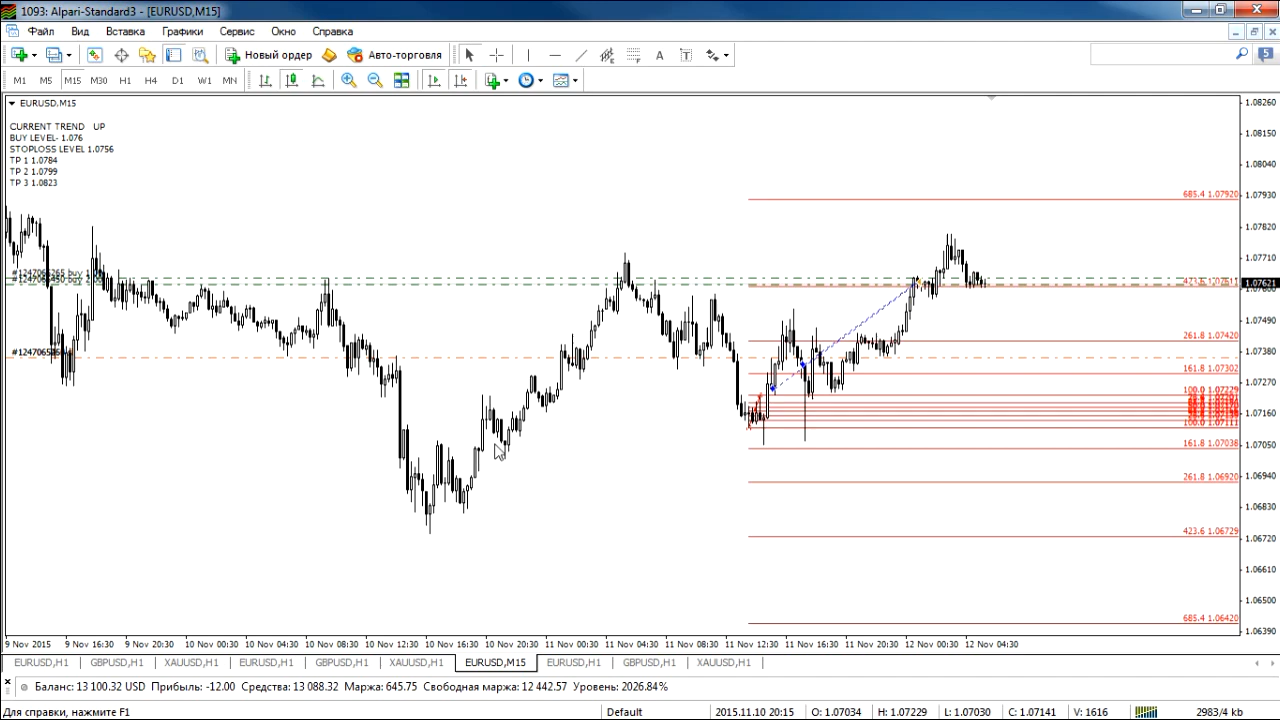 1093: Alpari-Standard3 - [EURUSD,M15]
Файл Вид Вставка Графики Сервис Окно Справка
Новый ордер Авто-торговля A T 5
M1 M5 M15 M30 H1 H4 D1 W1 MN
EURUSD.M15
CURRENT TREND UP
BUY LEVEL- 1.076
STOPLOSS LEVEL 1.0756
TP 1 1.0784
TP 2 1.0799
TP 3 1.0823
1.08260
1.08150
1.08040
1.07930
1.07820
1.07710
1.07621
1.07490
1.07380
1.07270
1.07160
1.07050
1.06940
1.06830
1.06720
1.06610
1.06500
1.06390
685.4 1.07920
261.8 1.07420
161.8 1.07302
100.0 1.07229
100.0 1.07111
161.8 1.07038
261.8 1.06920
423.6 1.06729
685.4 1.06420
9 Nov 2015 9 Nov 16:30 9 Nov 20:30 10 Nov 00:30 10 Nov 04:30 10 Nov 08:30 10 Nov 12:30 10 Nov 16:30 10 Nov 20:30 11 Nov 00:30 11 Nov 04:30 11 Nov 08:30 11 Nov 12:30 11 Nov 16:30 11 Nov 20:30 12 Nov 00:30 12 Nov 04:30
EURUSD,H1 GBPUSD,H1 XAUUSD,H1 EURUSD,H1 GBPUSD,H1 XAUUSD,H1 EURUSD,M15 EURUSD,H1 GBPUSD,H1 XAUUSD,H1
Баланс: 13 100.32 USD Прибыль: -12.00 Средства: 13 088.32 Маржа: 645.75 Свободная маржа: 12 442.57 Уровень: 2026.84%
Для справки, нажмите F1 Default 2015.11.10 20:15 O: 1.07034 H: 1.07229 L: 1.07030 C: 1.07141 V: 1616 2983/4 kb